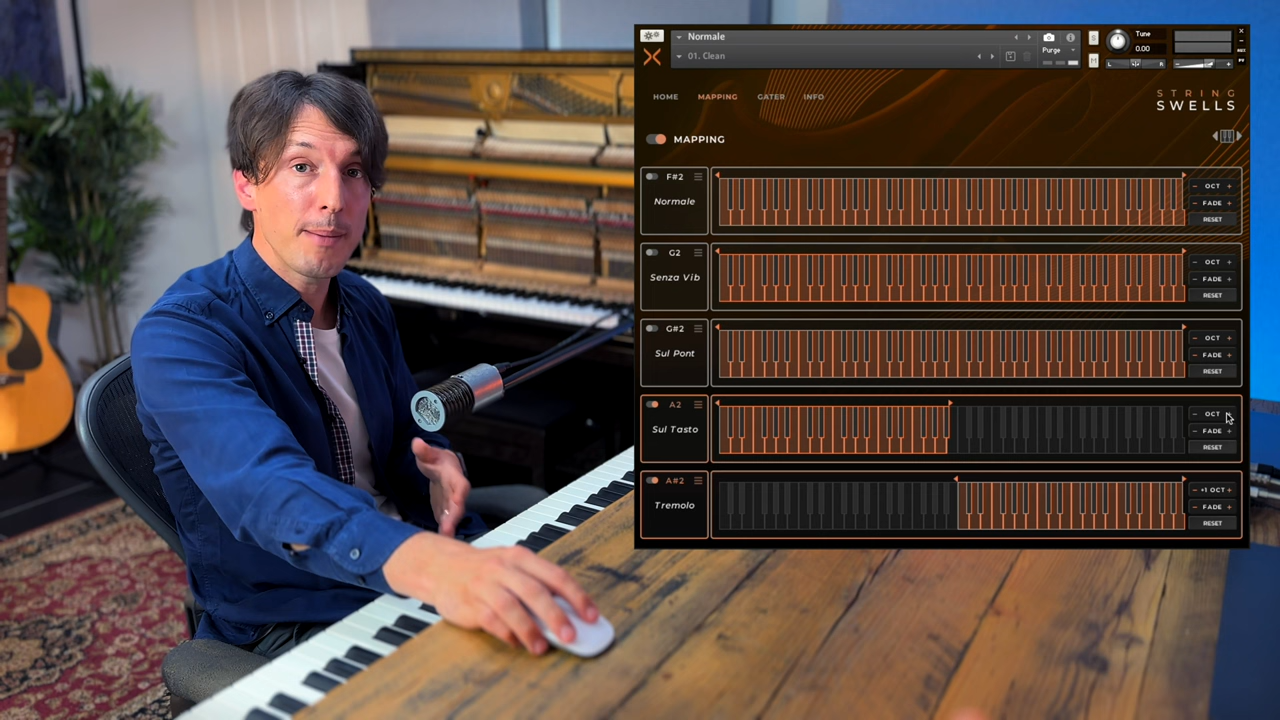 Normale
01. Clean
Purge
S
M
Tune
0.00
L
R
HOME MAPPING GATER INFO
STRING
SWELLS
MAPPING
F#2
Normale
- OCT +
- FADE +
RESET
G2
Senza Vib
- OCT +
- FADE +
RESET
G#2
Sul Pont
- OCT +
- FADE +
RESET
A2
Sul Tasto
- OCT
- FADE +
RESET
A#2
Tremolo
- +1 OCT +
- FADE +
RESET